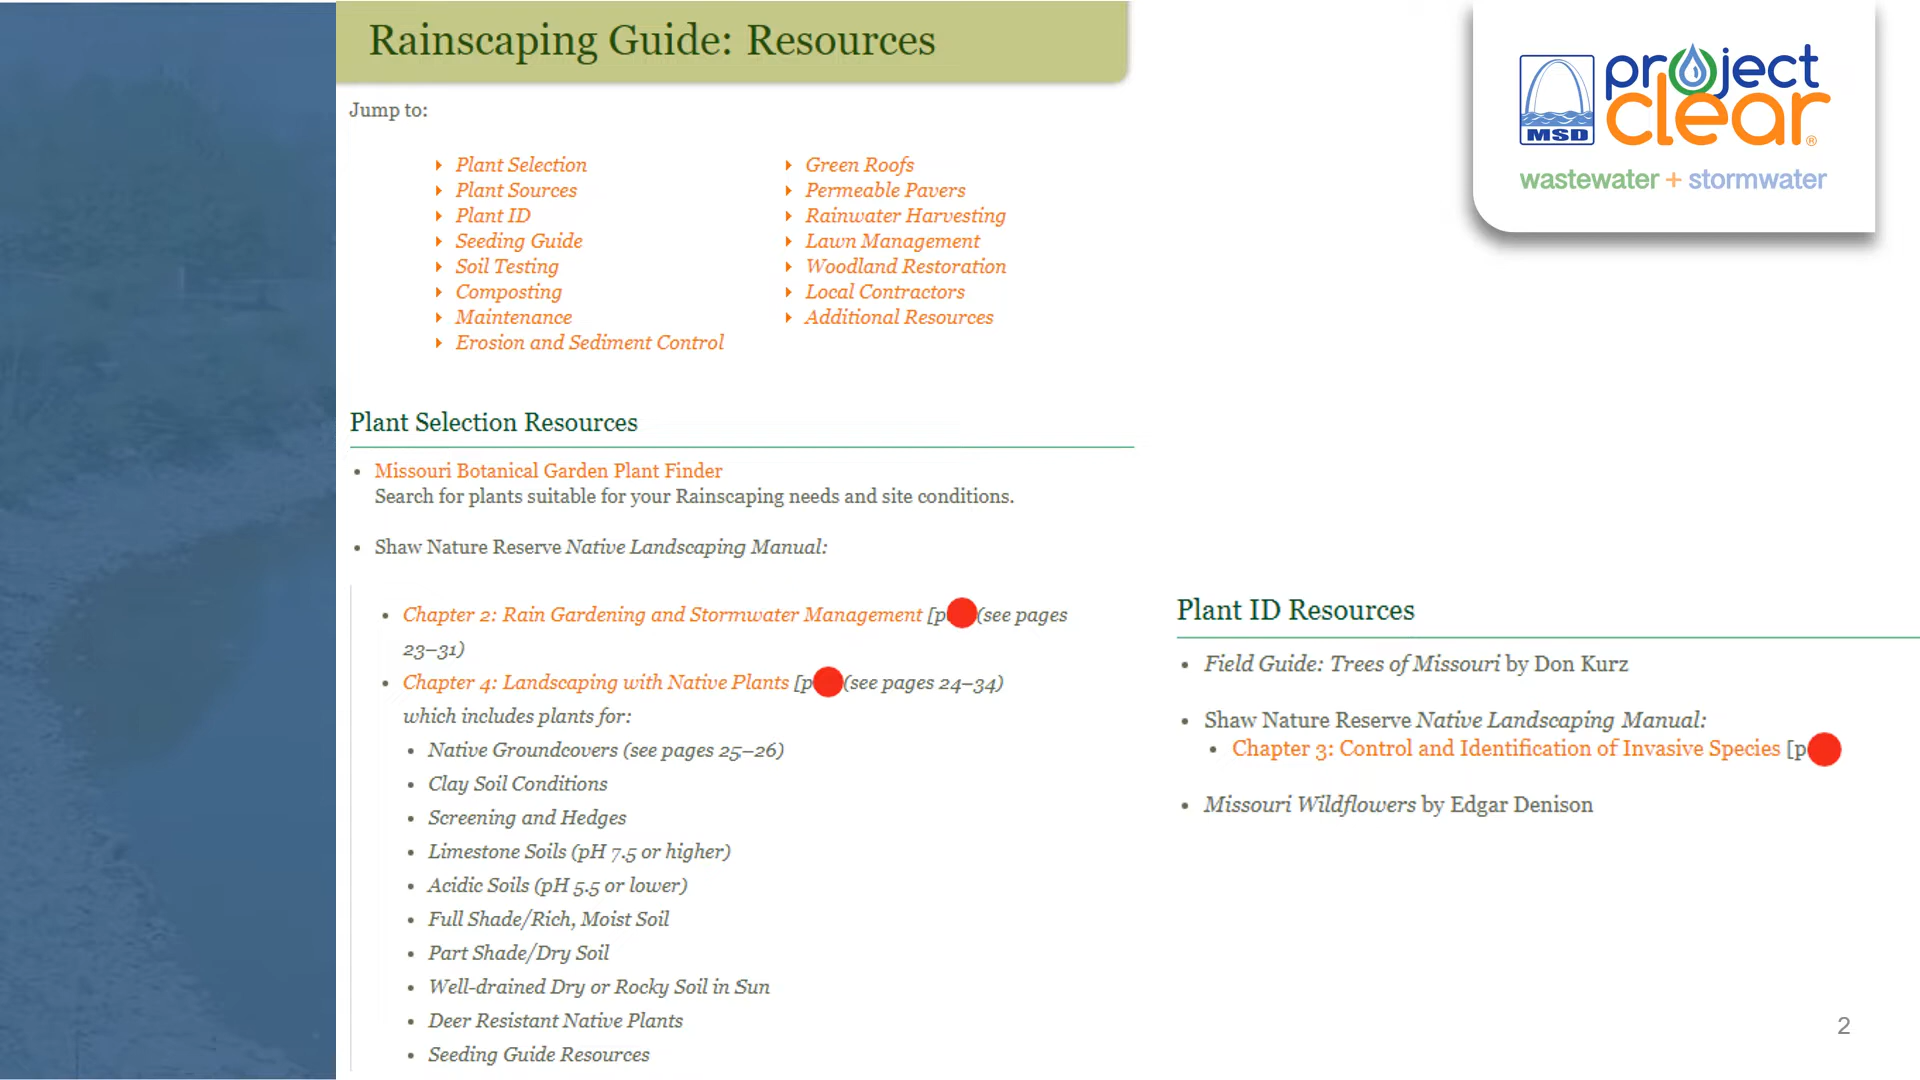 Rainscaping Guide: Resources
Jump to:
Plant Selection
Plant Sources
Plant ID
Seeding Guide
Soil Testing
Composting
Maintenance
Erosion and Sediment Control
Green Roofs
Permeable Pavers
Rainwater Harvesting
Lawn Management
Woodland Restoration
Local Contractors
Additional Resources
MSD
project
clear®
wastewater + stormwater
Plant Selection Resources
Missouri Botanical Garden Plant Finder
Search for plants suitable for your Rainscaping needs and site conditions.
Shaw Nature Reserve Native Landscaping Manual:
Chapter 2: Rain Gardening and Stormwater Management (see pages
23–31)
Chapter 4: Landscaping with Native Plants (see pages 24–34)
which includes plants for:
Native Groundcovers (see pages 25–26)
Clay Soil Conditions
Screening and Hedges
Limestone Soils (pH 7.5 or higher)
Acidic Soils (pH 5.5 or lower)
Full Shade/Rich, Moist Soil
Part Shade/Dry Soil
Well-drained Dry or Rocky Soil in Sun
Deer Resistant Native Plants
Seeding Guide Resources
Plant ID Resources
Field Guide: Trees of Missouri by Don Kurz
Shaw Nature Reserve Native Landscaping Manual:
Chapter 3: Control and Identification of Invasive Species
Missouri Wildflowers by Edgar Denison
2